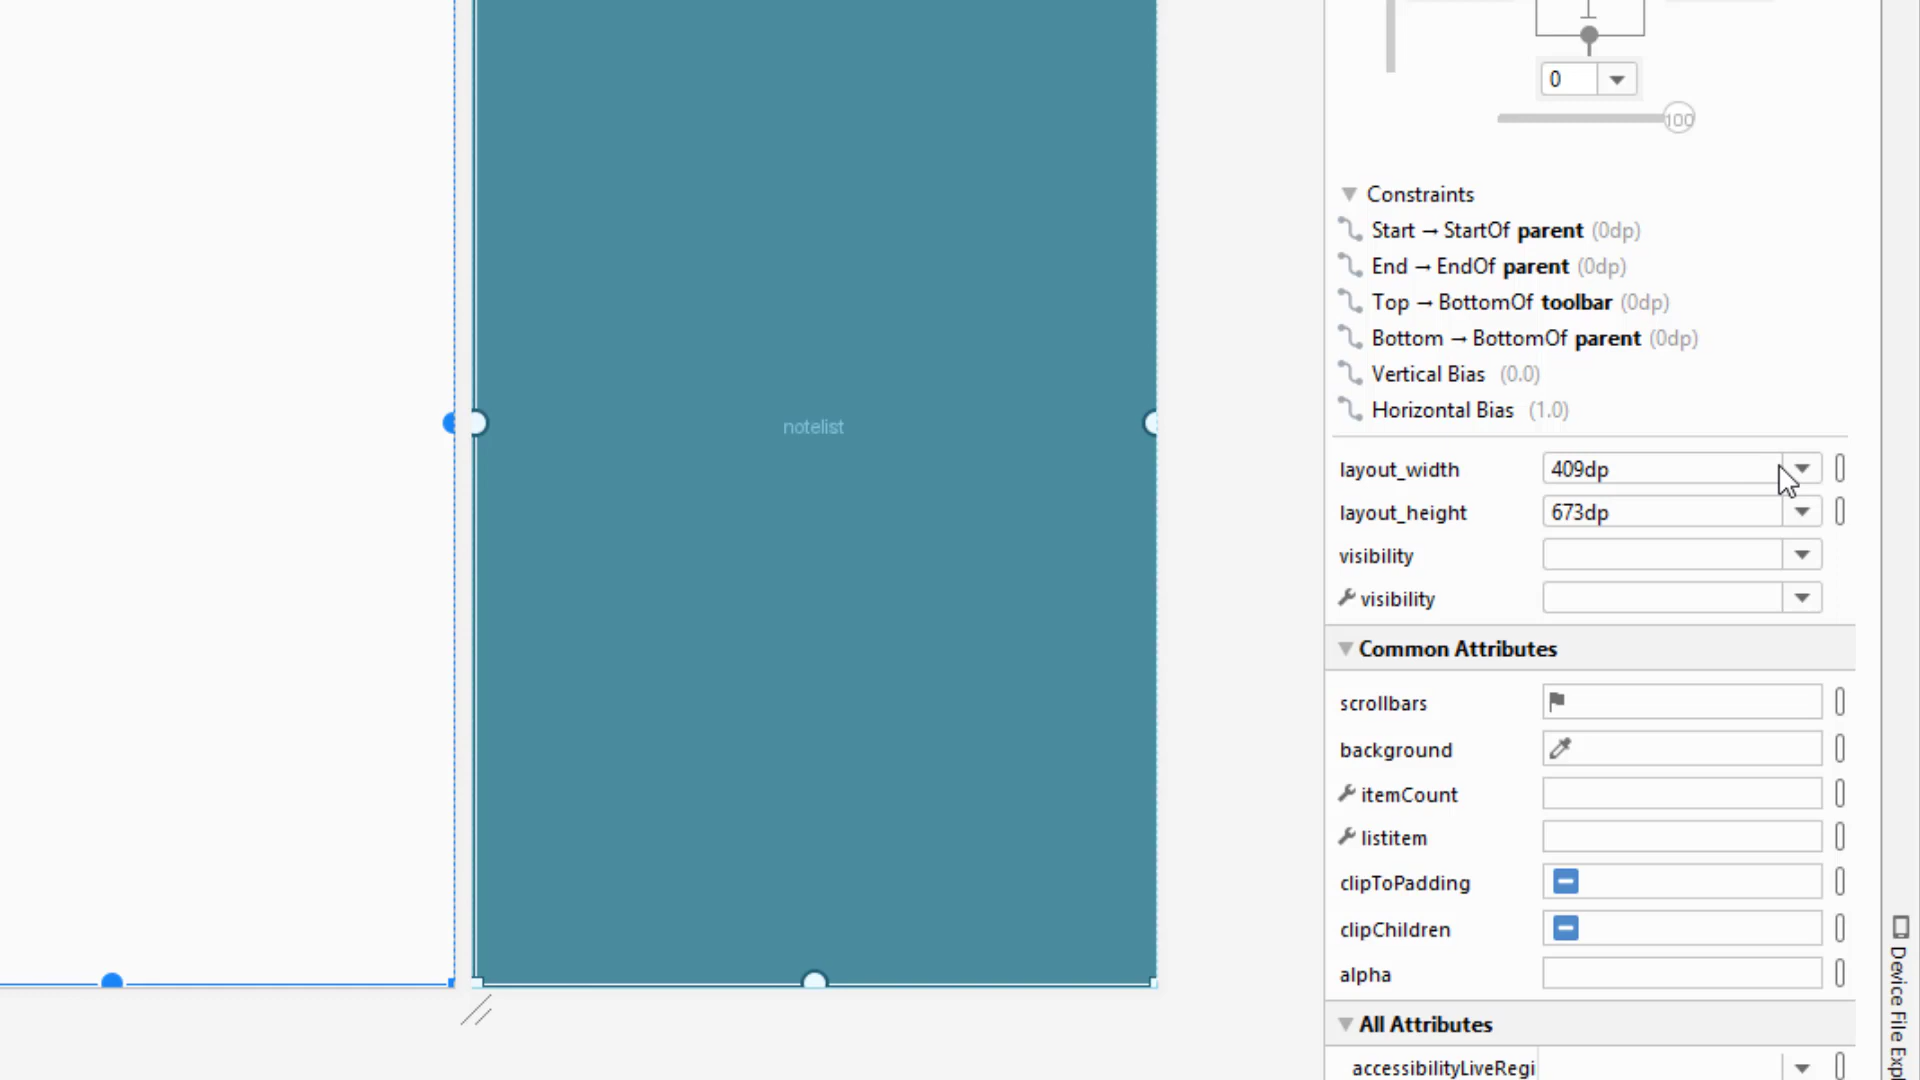 0
100
Constraints
Start → StartOf parent (0dp)
End → EndOf parent (0dp)
Top → BottomOf toolbar (0dp)
Bottom → BottomOf parent (0dp)
Vertical Bias (0.0)
Horizontal Bias (1.0)
notelist
layout_width 409dp
layout_height 673dp
visibility
visibility
Common Attributes
scrollbars
background
itemCount
listitem
clipToPadding
clipChildren
alpha
All Attributes
accessibilityLiveRegi
Device File Expl